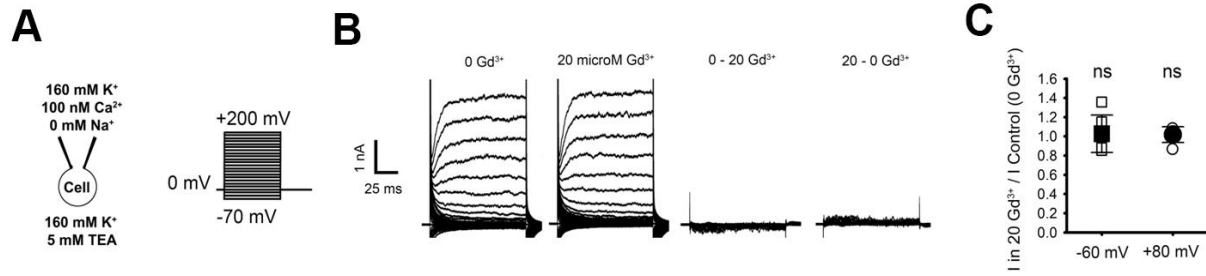 A
160 mM K⁺
100 nM Ca²⁺
0 mM Na⁺
Cell
160 mM K⁺
5 mM TEA
+200 mV
0 mV
-70 mV
B
0 Gd³⁺
20 microM Gd³⁺
0 - 20 Gd³⁺
20 - 0 Gd³⁺
1 nA
25 ms
C
I in 20 Gd³⁺ / I Control (0 Gd³⁺)
ns
ns
1.6
1.4
1.2
1.0
0.8
0.6
0.4
0.2
0.0
-60 mV
+80 mV